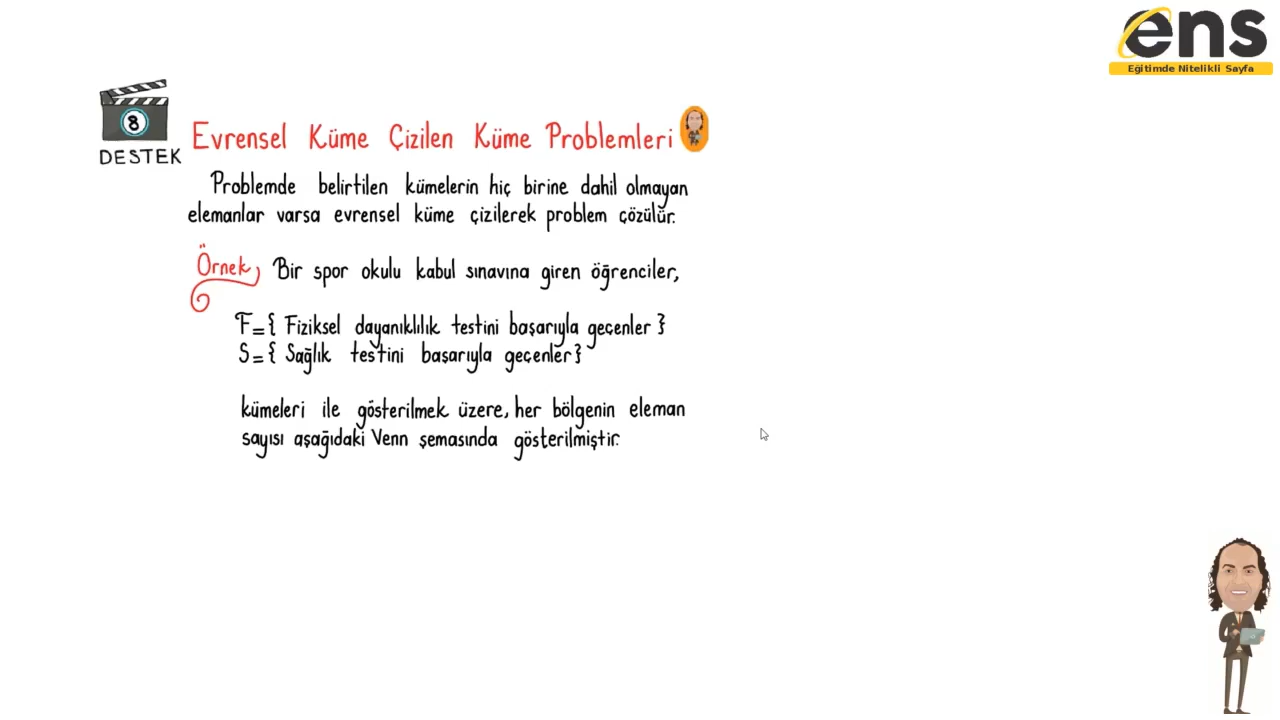 ens
Eğitimde Nitelikli Sayfa
8
DESTEK
Evrensel Küme Çizilen Küme Problemleri
Problemde belirtilen kümelerin hiç birine dahil olmayan
elemanlar varsa evrensel küme çizilerek problem çözülür.
Örnek, Bir spor okulu kabul sınavına giren öğrenciler,
F={ Fiziksel dayanıklılık testini başarıyla geçenler }
S={ Sağlık testini başarıyla geçenler}
kümeleri ile gösterilmek üzere, her bölgenin eleman
sayısı aşağıdaki Venn şemasında gösterilmiştir.